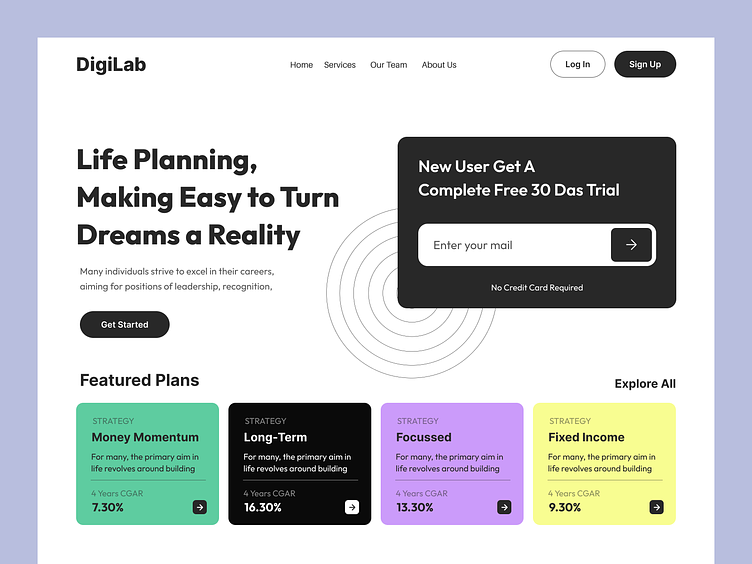 DigiLab
Home Services Our Team About Us
Log In
Sign Up
Life Planning,
Making Easy to Turn
Dreams a Reality
Many individuals strive to excel in their careers,
aiming for positions of leadership, recognition,
Get Started
New User Get A
Complete Free 30 Das Trial
Enter your mail
No Credit Card Required
Featured Plans
Explore All
STRATEGY
Money Momentum
For many, the primary aim in
life revolves around building
4 Years CGAR
7.30%
STRATEGY
Long-Term
For many, the primary aim in
life revolves around building
4 Years CGAR
16.30%
STRATEGY
Focussed
For many, the primary aim in
life revolves around building
4 Years CGAR
13.30%
STRATEGY
Fixed Income
For many, the primary aim in
life revolves around building
4 Years CGAR
9.30%